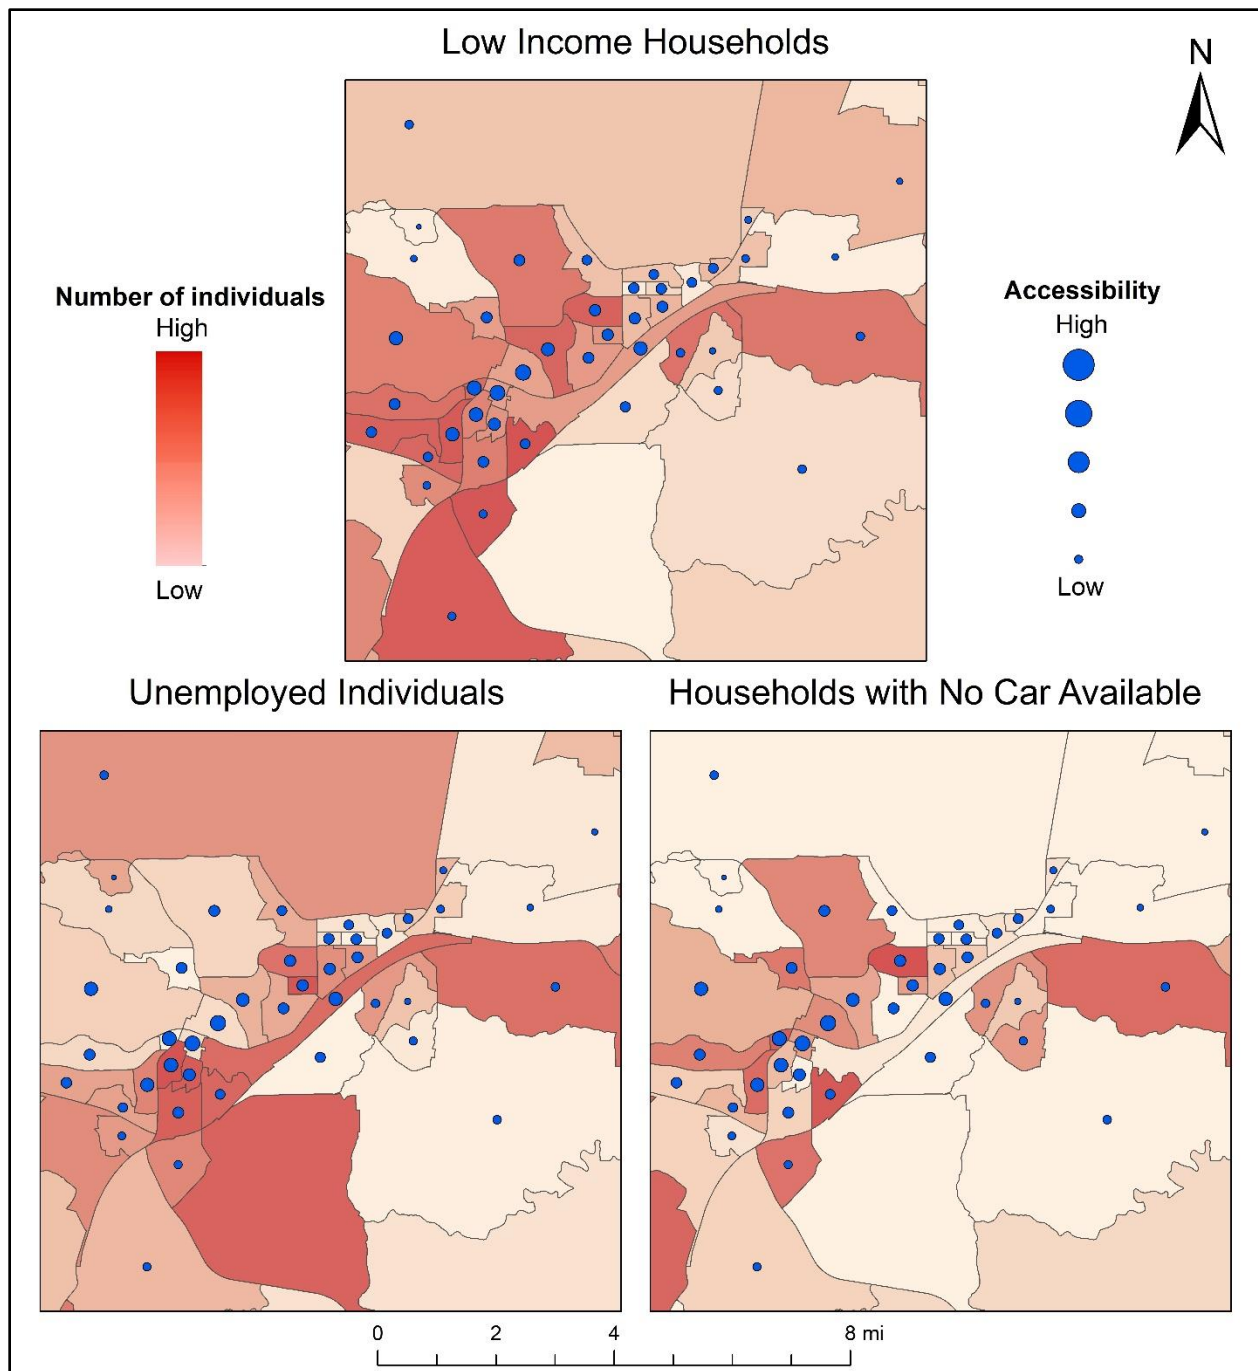 Low Income Households
N
Number of individuals
High
Low
Accessibility
High
Low
Unemployed Individuals
Households with No Car Available
0 2 4 8 mi